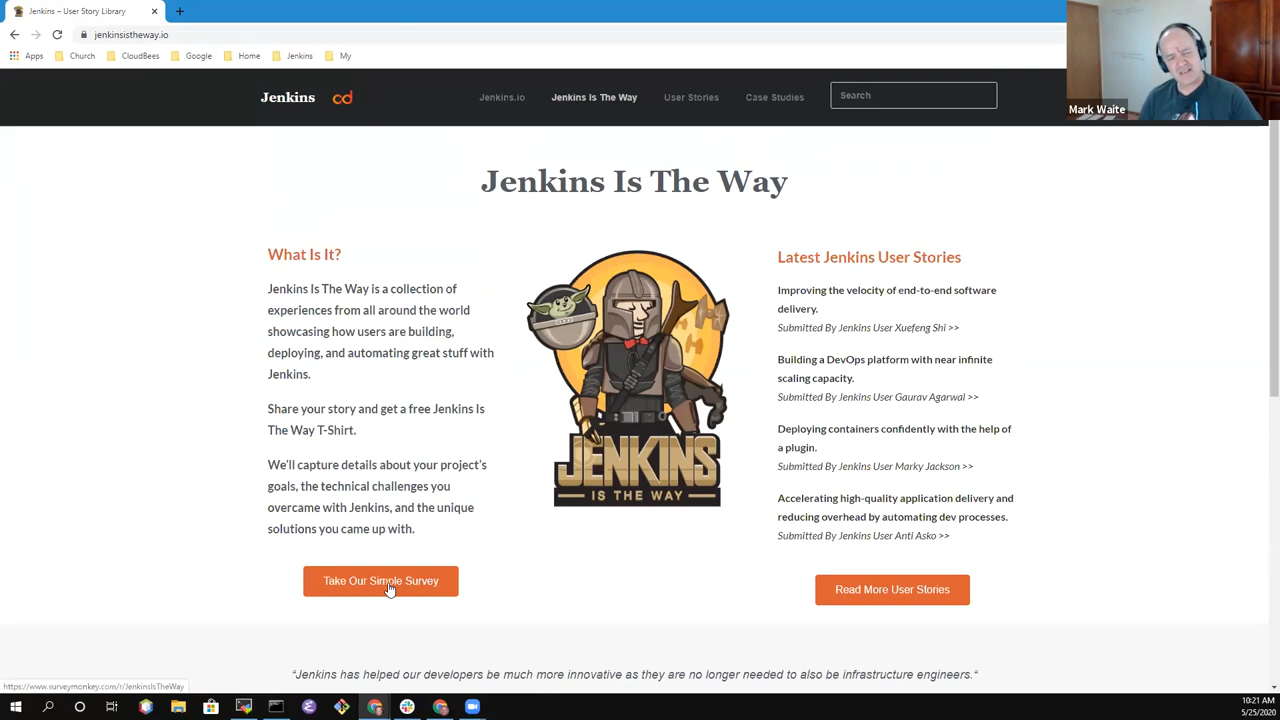 Jenkins – User Story Library
jenkinsistheway.io
Apps Church CloudBees Google Home Jenkins My
Mark Waite
Jenkins cd Jenkins.io Jenkins Is The Way User Stories Case Studies Search
Jenkins Is The Way
What Is It?
Jenkins Is The Way is a collection of
experiences from all around the world
showcasing how users are building,
deploying, and automating great stuff with
Jenkins.
Share your story and get a free Jenkins Is
The Way T-Shirt.
We'll capture details about your project's
goals, the technical challenges you
overcame with Jenkins, and the unique
solutions you came up with.
Take Our Simple Survey
JENKINS
IS THE WAY
Latest Jenkins User Stories
Improving the velocity of end-to-end software
delivery.
Submitted By Jenkins User Xuefeng Shi >>
Building a DevOps platform with near infinite
scaling capacity.
Submitted By Jenkins User Gaurav Agarwal >>
Deploying containers confidently with the help of
a plugin.
Submitted By Jenkins User Marky Jackson >>
Accelerating high-quality application delivery and
reducing overhead by automating dev processes.
Submitted By Jenkins User Anti Asko >>
Read More User Stories
“Jenkins has helped our developers be much more innovative as they are no longer needed to also be infrastructure engineers.“
https://www.surveymonkey.com/r/JenkinsIsTheWay
10:21 AM
5/25/2020